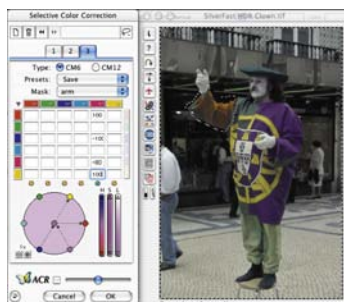 Selective Color Correction
SilverFast HDR-Clown.tif
1 2 3
Type: CM6 CM12
Presets: Save
Mask: arm
100
-100
-80
100
H S L
ACR
Cancel OK